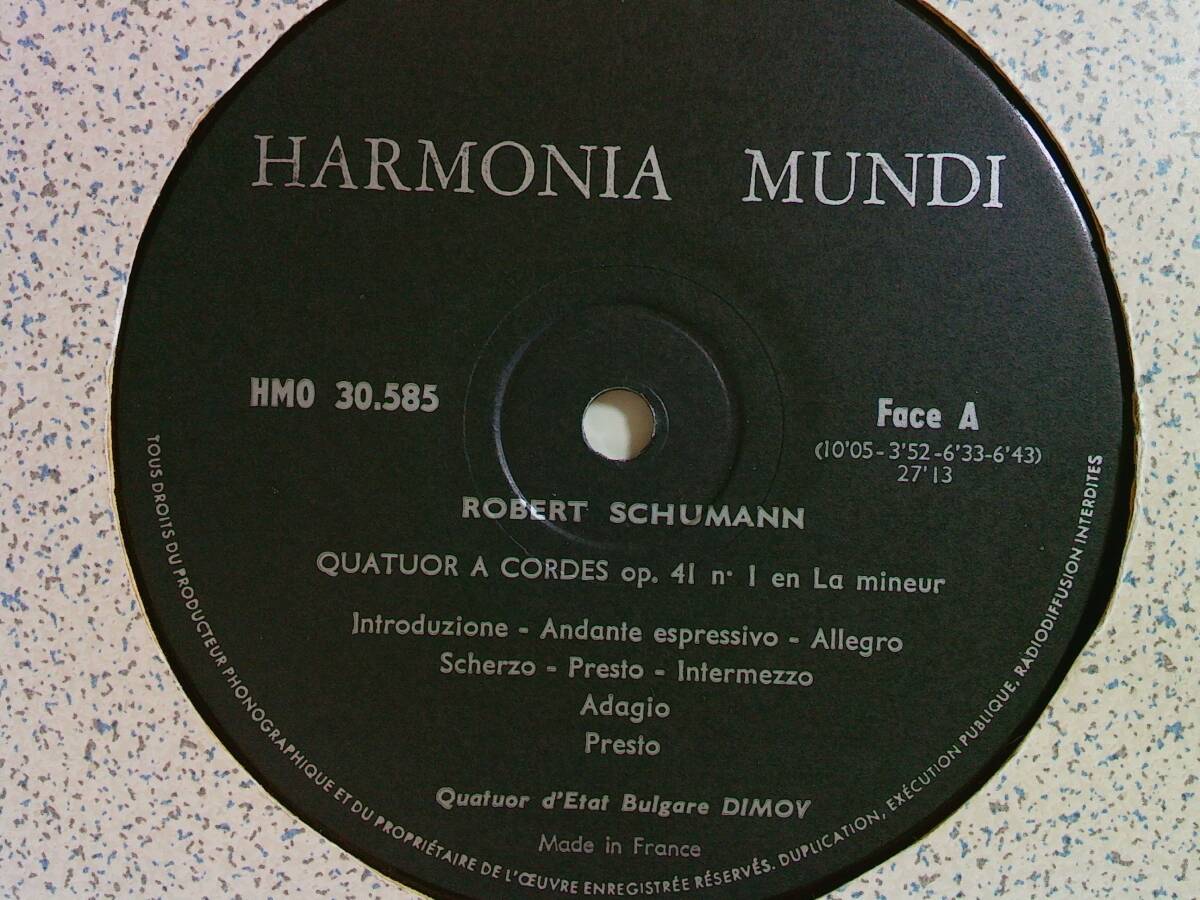 HARMONIA MUNDI
HMO 30.585
Face A
(10'05-3'52-6'33-6'43)
27'13
ROBERT SCHUMANN
QUATUOR A CORDES op. 41 n· 1 en La mineur
Introduzione - Andante espressivo - Allegro
Scherzo - Presto - Intermezzo
Adagio
Presto
Quatuor d'Etat Bulgare DIMOV
Made in France
TOUS DROITS DU PRODUCTEUR PHONOGRAPHIQUE ET DU PROPRIÉTAIRE DE L'ŒUVRE ENREGISTRÉE RÉSERVÉS. DUPLICATION, EXÉCUTION PUBLIQUE, RADIODIFFUSION INTERDITES